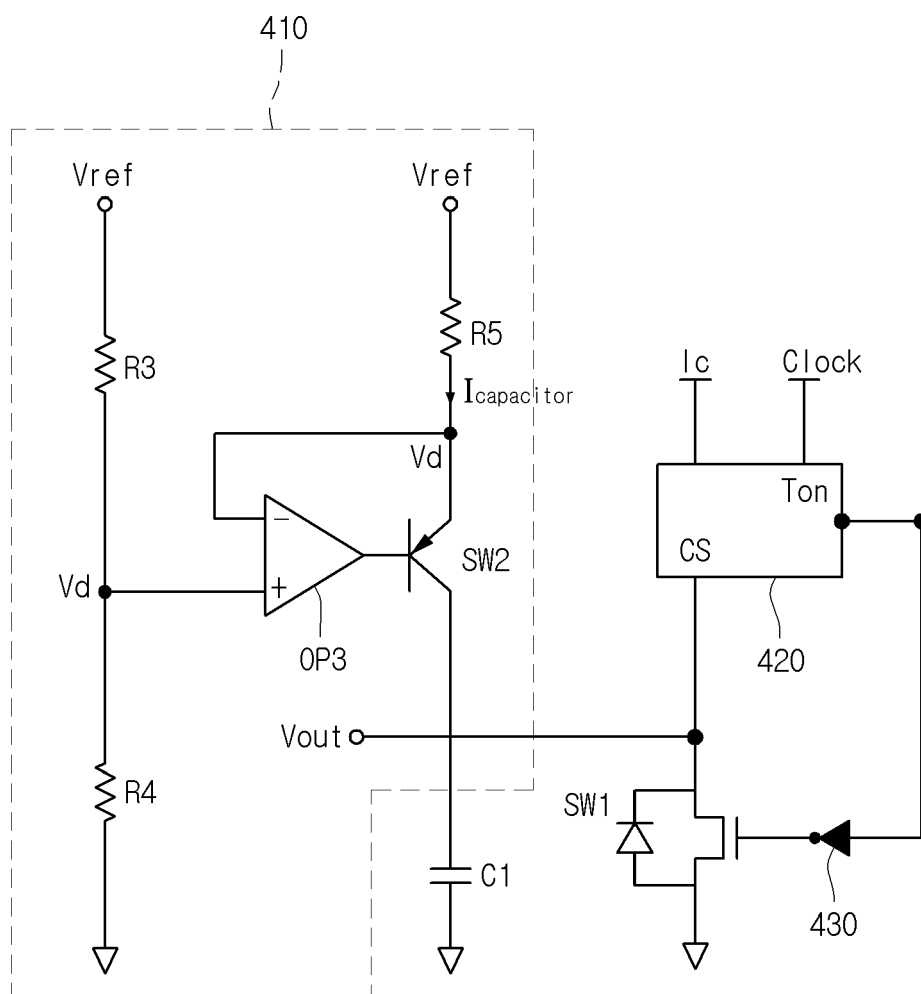 410
Vref
Vref
R3
R5
Icapacitor
Ic
Clock
Vd
Ton
−
CS
SW2
Vd
+
OP3
420
Vout
R4
SW1
C1
430